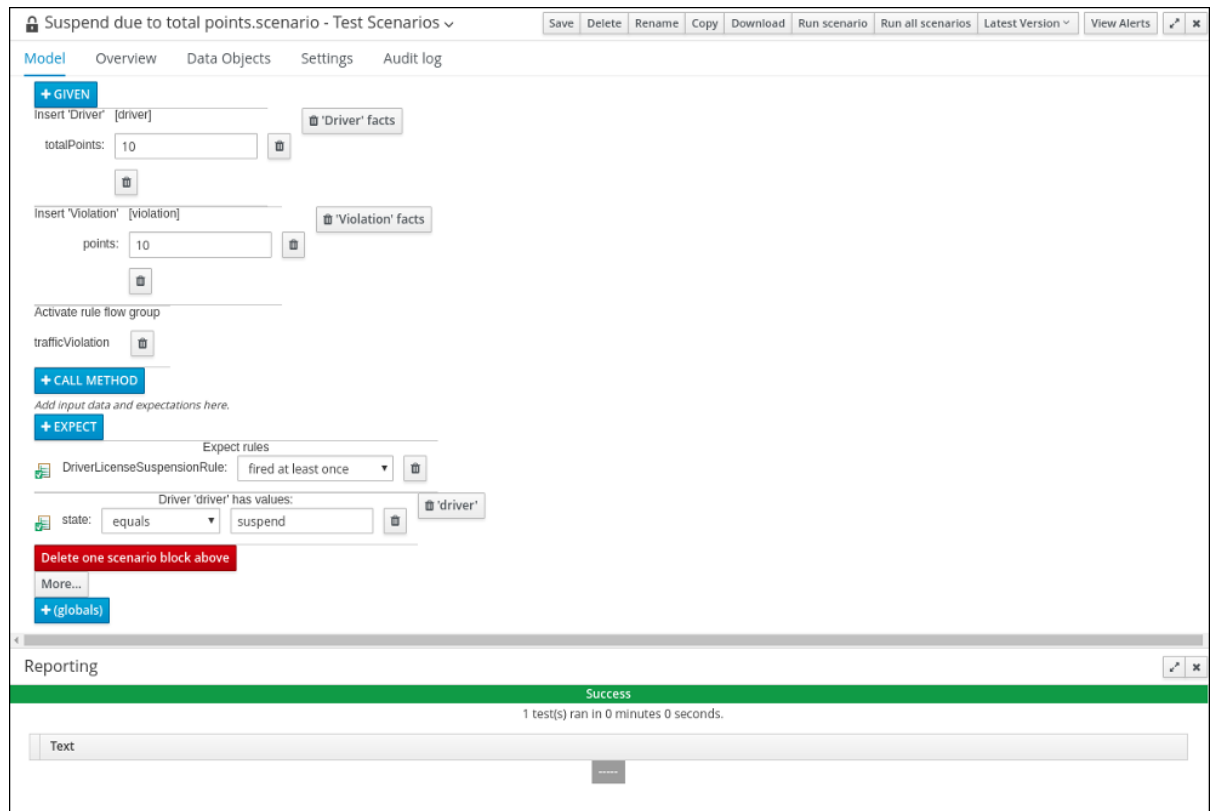 Suspend due to total points.scenario - Test Scenarios
Save Delete Rename Copy Download Run scenario Run all scenarios Latest Version View Alerts
Model Overview Data Objects Settings Audit log
+ GIVEN
Insert 'Driver' [driver] 'Driver' facts
totalPoints: 10
Insert 'Violation' [violation] 'Violation' facts
points: 10
Activate rule flow group
trafficViolation
+ CALL METHOD
Add input data and expectations here.
+ EXPECT
Expect rules
DriverLicenseSuspensionRule: fired at least once
Driver 'driver' has values: 'driver'
state: equals suspend
Delete one scenario block above
More...
+ (globals)
Reporting
Success
1 test(s) ran in 0 minutes 0 seconds.
Text
-----